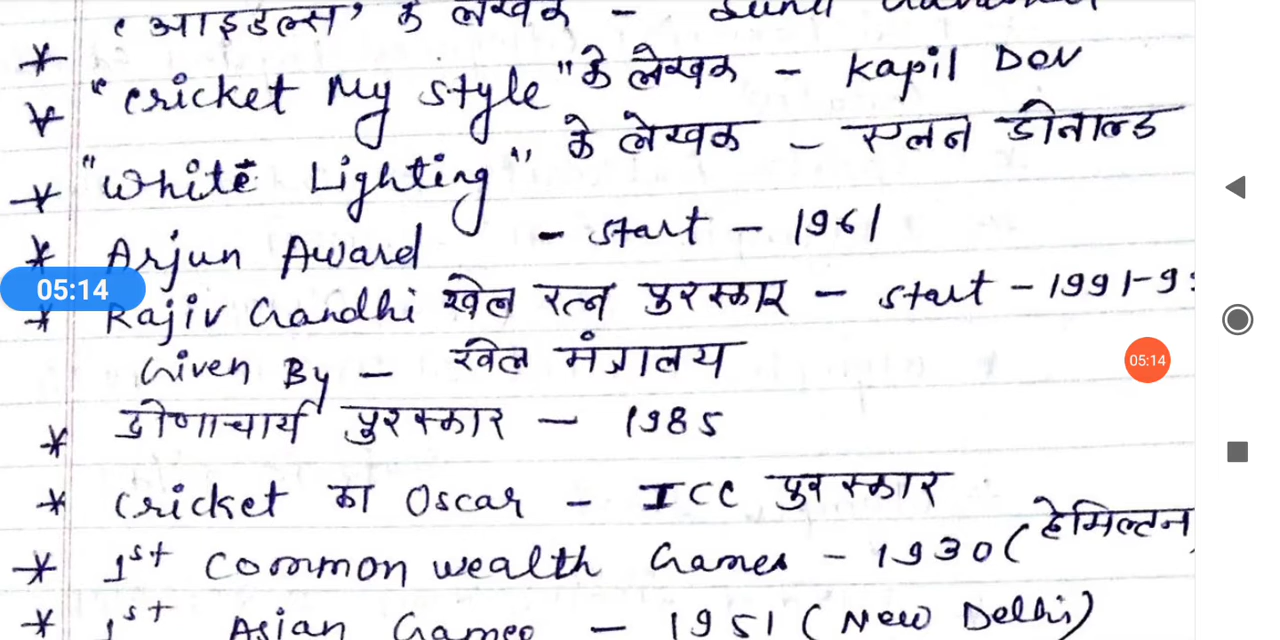 * 'आइडल्स' के लेखक -
* "Cricket My style" के लेखक - Kapil Dev
* "White Lighting" के लेखक - एलन डोनाल्ड
* Arjun Award - start - 1961
* Rajiv Gandhi खेल रत्न पुरस्कार - start - 1991-9
Given By - खेल मंत्रालय
* द्रोणाचार्य पुरस्कार - 1985
* Cricket का Oscar - ICC पुरस्कार
* 1st Common wealth Games - 1930 (हेमिल्टन
* 1st Asian Games - 1951 (New Delhi)
05:14
05:14